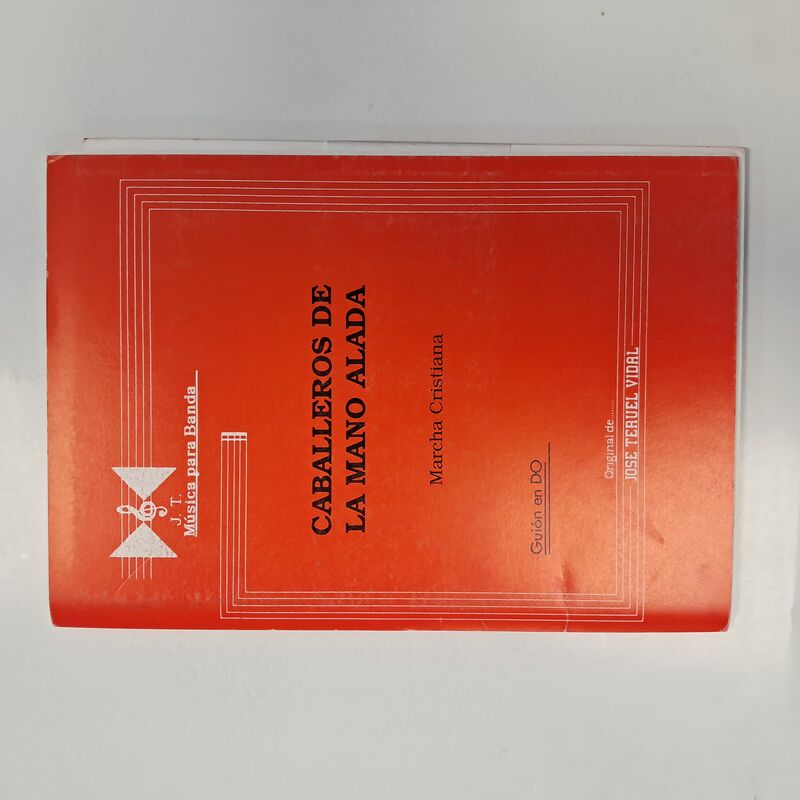 J. T.
Música para Banda
CABALLEROS DE
LA MANO ALADA
Marcha Cristiana
Guión en DO
Original de........
JOSE TERUEL VIDAL